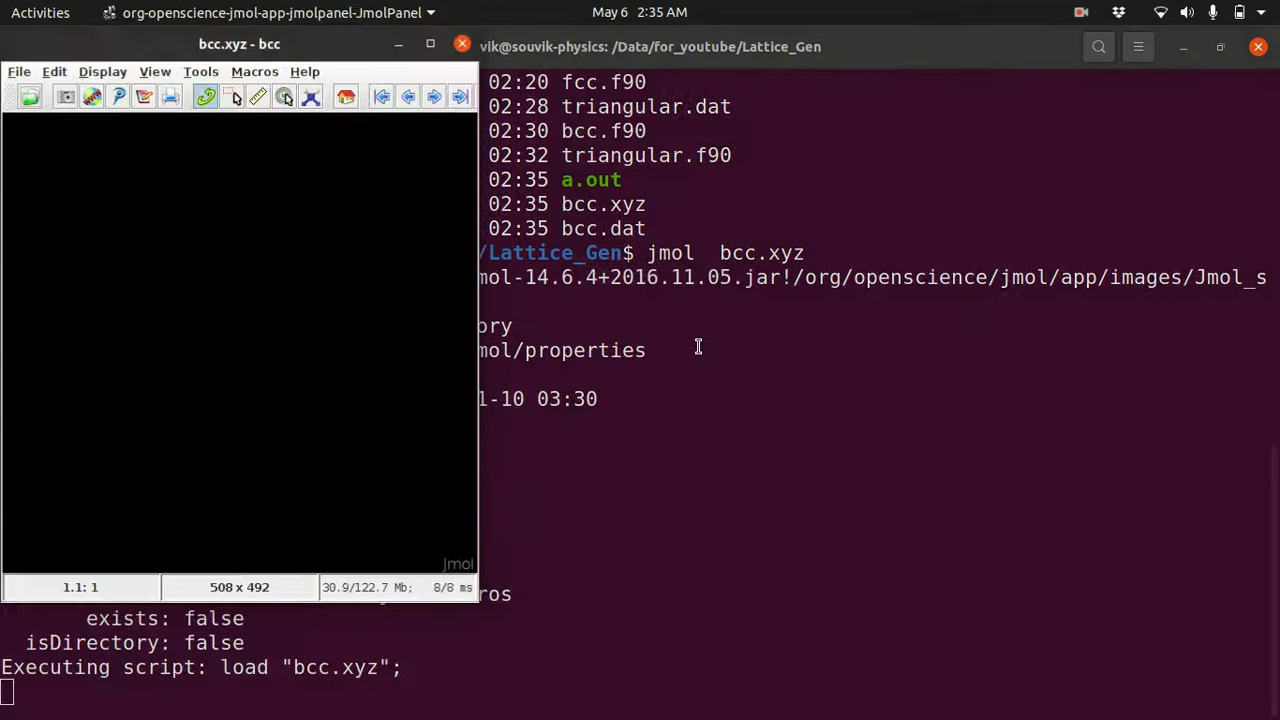 Activities org-openscience-jmol-app-jmolpanel-JmolPanel May 6 2:35 AM
bcc.xyz - bcc
vik@souvik-physics: /Data/for_youtube/Lattice_Gen
File Edit Display View Tools Macros Help
02:20 fcc.f90
02:28 triangular.dat
02:30 bcc.f90
02:32 triangular.f90
02:35 a.out
02:35 bcc.xyz
02:35 bcc.dat
/Lattice_Gen$ jmol bcc.xyz
mol-14.6.4+2016.11.05.jar!/org/openscience/jmol/app/images/Jmol_s
ory
mol/properties
1-10 03:30
Jmol
1.1: 1 508 x 492 30.9/122.7 Mb; 8/8 ms
ros
exists: false
isDirectory: false
Executing script: load "bcc.xyz";